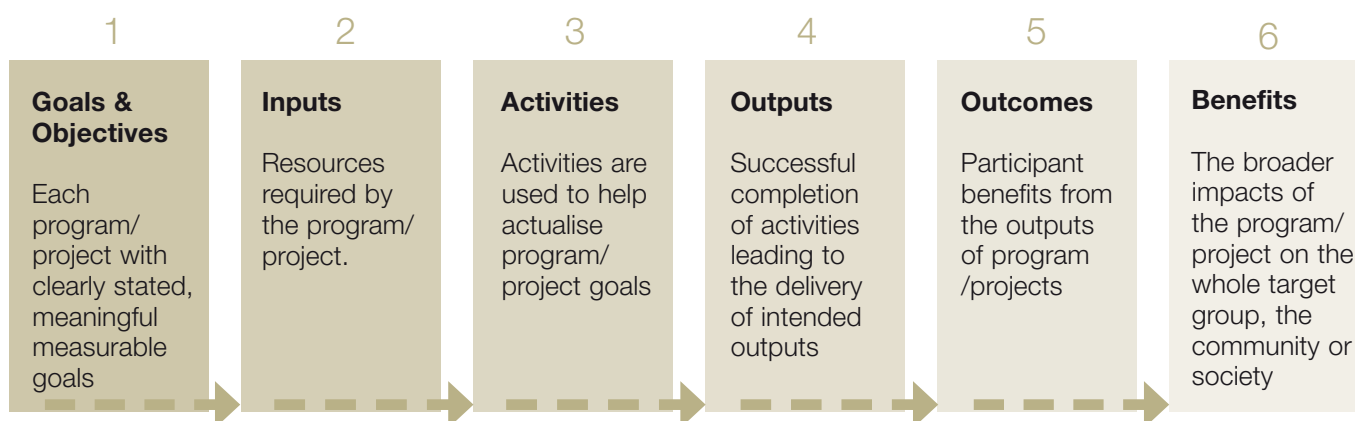 1
Goals &
Objectives
Each
program/
project with
clearly stated,
meaningful
measurable
goals
2
Inputs
Resources
required by
the program/
project.
3
Activities
Activities are
used to help
actualise
program/
project goals
4
Outputs
Successful
completion
of activities
leading to
the delivery
of intended
outputs
5
Outcomes
Participant
benefits from
the outputs
of program
/projects
6
Benefits
The broader
impacts of
the program/
project on the
whole target
group, the
community or
society